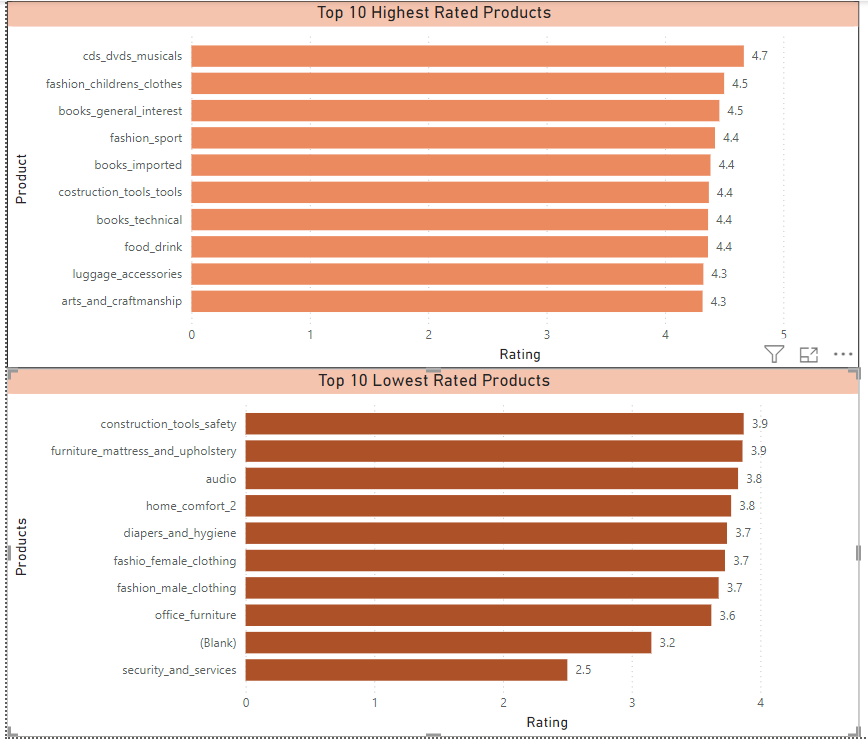 Top 10 Highest Rated Products
Product
cds_dvds_musicals 4.7
fashion_childrens_clothes 4.5
books_general_interest 4.5
fashion_sport 4.4
books_imported 4.4
costruction_tools_tools 4.4
books_technical 4.4
food_drink 4.4
luggage_accessories 4.3
arts_and_craftmanship 4.3
0 1 2 3 4 5
Rating
Top 10 Lowest Rated Products
Products
construction_tools_safety 3.9
furniture_mattress_and_upholstery 3.9
audio 3.8
home_comfort_2 3.8
diapers_and_hygiene 3.7
fashio_female_clothing 3.7
fashion_male_clothing 3.7
office_furniture 3.6
(Blank) 3.2
security_and_services 2.5
0 1 2 3 4
Rating